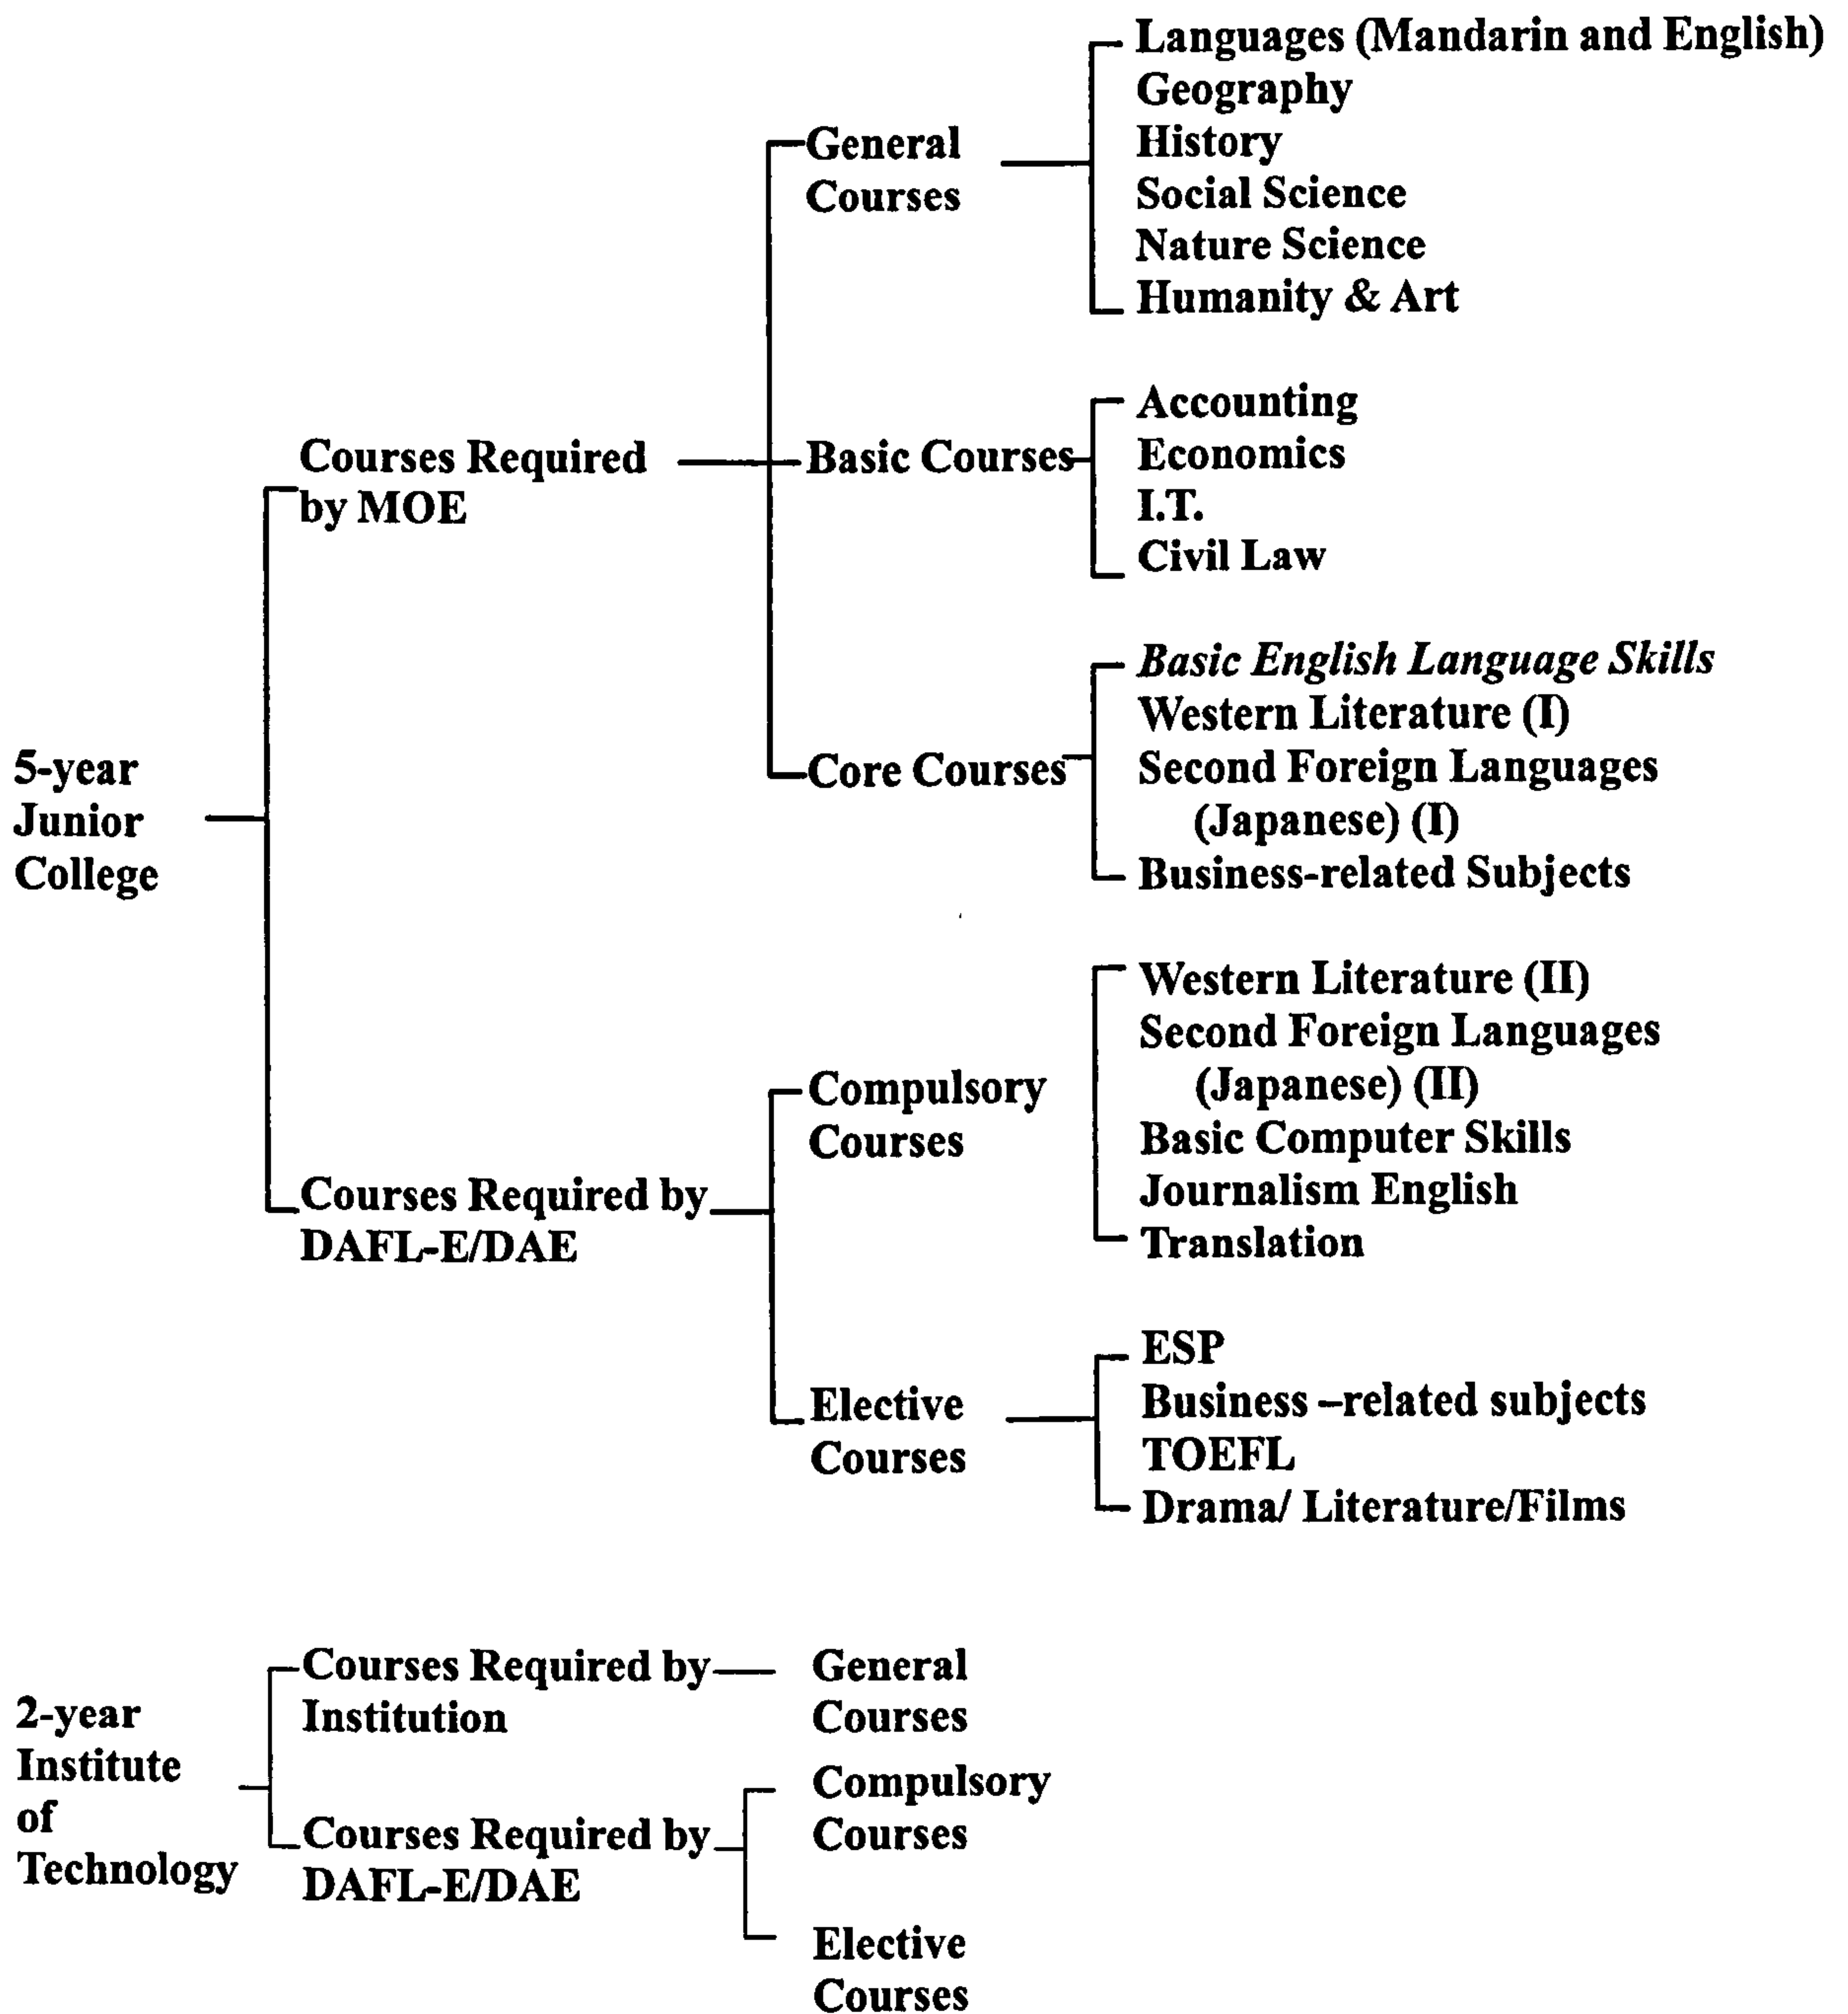 Languages (Mandarin and English)
Geography
History
Social Science
Nature Science
Humanity & Art
General
Courses
Accounting
Economics
I.T.
Civil Law
Basic Courses
Courses Required
by MOE
Basic English Language Skills
Western Literature (I)
Second Foreign Languages
(Japanese) (I)
Business-related Subjects
Core Courses
5-year
Junior
College
Western Literature (II)
Second Foreign Languages
(Japanese) (II)
Basic Computer Skills
Journalism English
Translation
Compulsory
Courses
Courses Required by
DAFL-E/DAE
ESP
Business –related subjects
TOEFL
Drama/ Literature/Films
Elective
Courses
Courses Required by
Institution
General
Courses
2-year
Institute
of
Technology
Compulsory
Courses
Courses Required by
DAFL-E/DAE
Elective
Courses